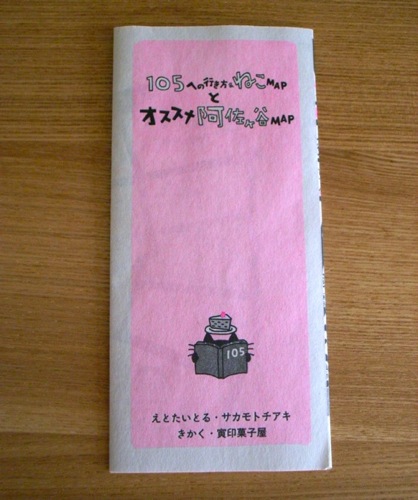 105への行き方&ねこMAP
と
オススメ阿佐ヶ谷MAP
105
えとたいとる・サカモトチアキ
きかく・寅印菓子屋